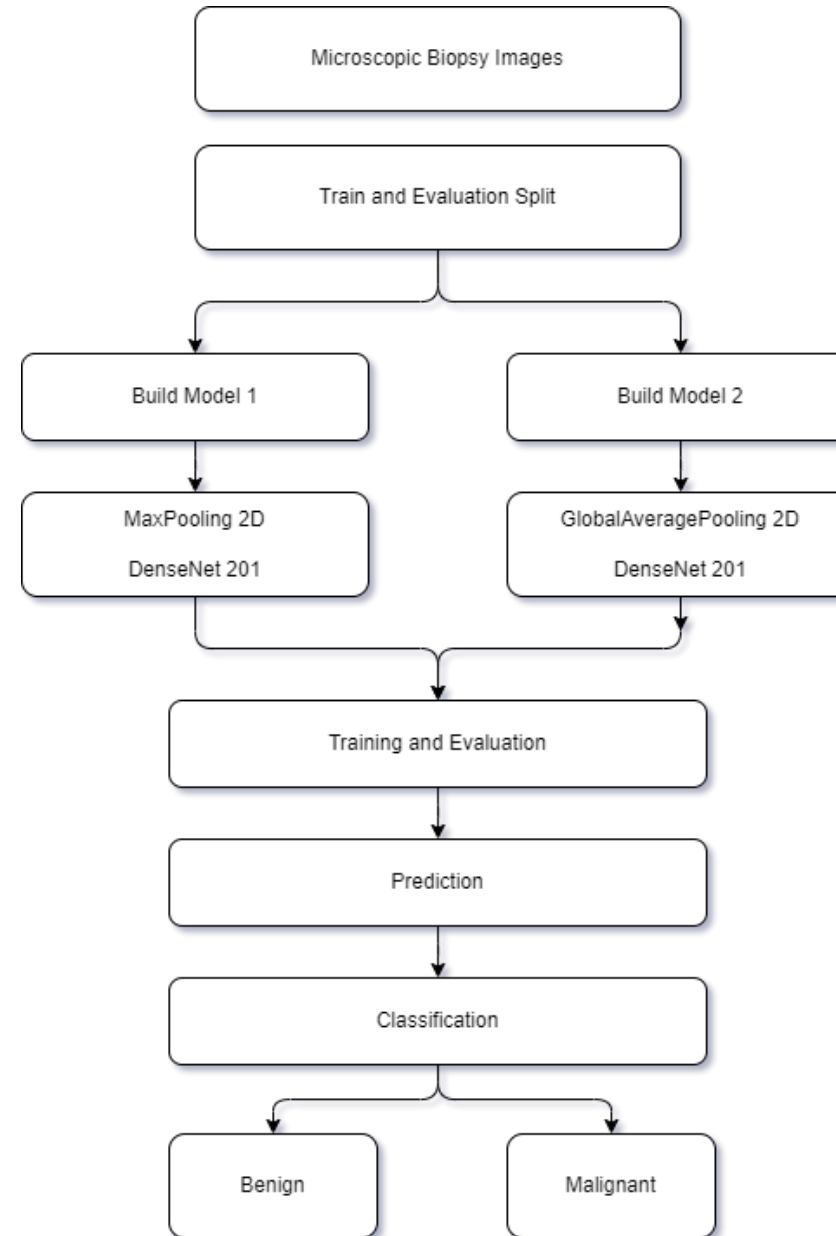 Microscopic Biopsy Images
Train and Evaluation Split
Build Model 1
Build Model 2
MaxPooling 2D
DenseNet 201
GlobalAveragePooling 2D
DenseNet 201
Training and Evaluation
Prediction
Classification
Benign
Malignant